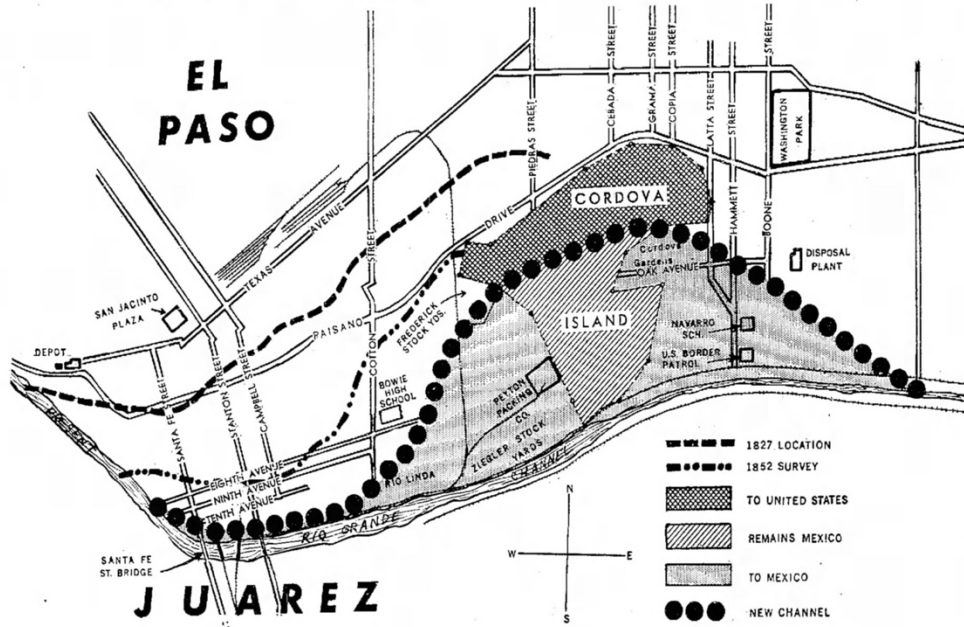 EL
PASO
CEBADA STREET
GRAMA STREET
COPIA STREET
PIEDRAS STREET
LATTA STREET
HAMMETT STREET
BOONE STREET
WASHINGTON
PARK
TEXAS AVENUE
CORDOVA
DRIVE
Cordova
Gardens
OAK AVENUE
DISPOSAL
PLANT
SAN JACINTO
PLAZA
PAISANO
COTTON STREET
FREDERICK
STOCK YDS.
ISLAND
NAVARRO
SCH.
U.S. BORDER
PATROL
DEPOT
BOWIE
HIGH
SCHOOL
PEYTON
PACKING
CO.
ZIEGLER STOCK
YARDS
PRESENT
CHANNEL
SANTA FE STREET
STANTON STREET
CAMPBELL STREET
EIGHTH AVENUE
NINTH AVENUE
TENTH AVENUE
RIO LINDA
RIO GRANDE
SANTA FE
ST. BRIDGE
JUAREZ
N
W
E
S
1827 LOCATION
1852 SURVEY
TO UNITED STATES
REMAINS MEXICO
TO MEXICO
NEW CHANNEL